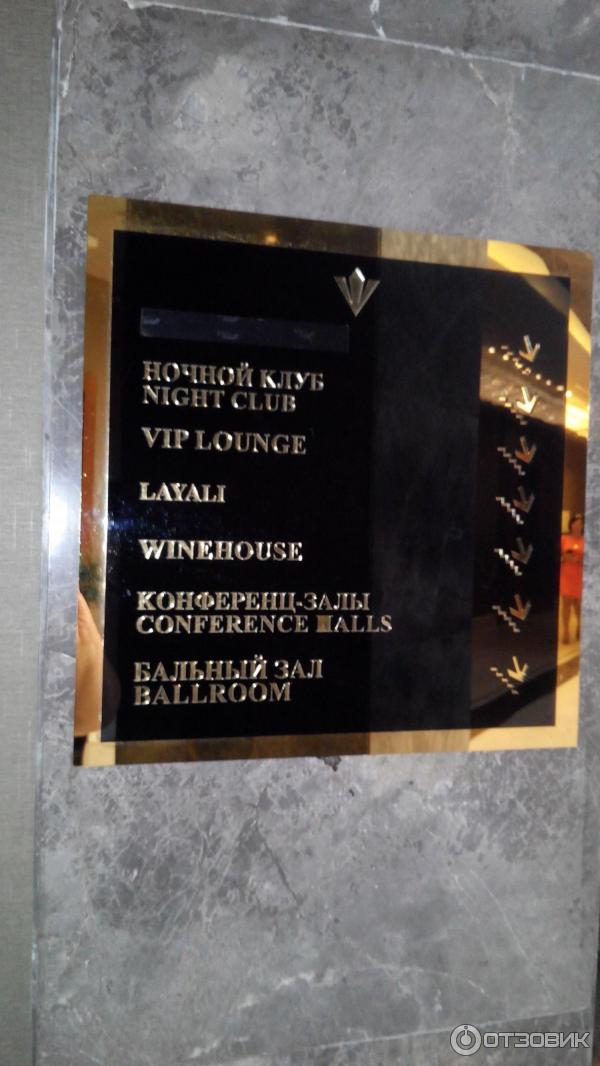 НОЧНОЙ КЛУБ
NIGHT CLUB
VIP LOUNGE
LAYALI
WINEHOUSE
КОНФЕРЕНЦ-ЗАЛЫ
CONFERENCE HALLS
БАЛЬНЫЙ ЗАЛ
BALLROOM
ОТЗОВИК